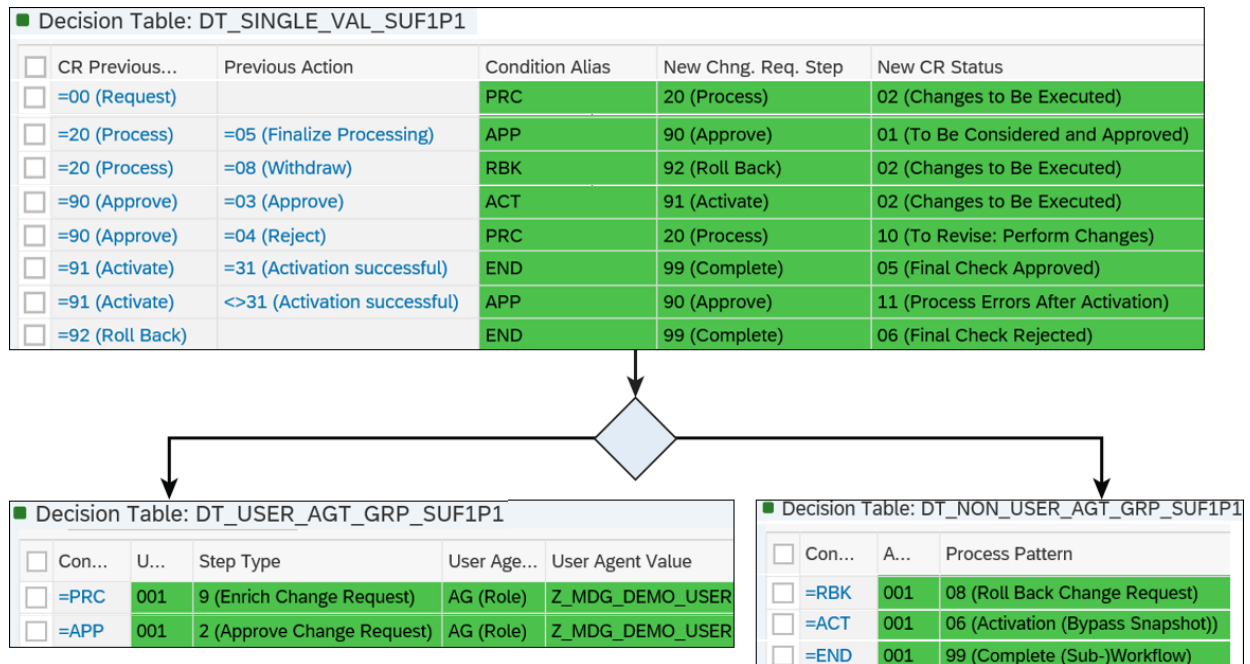 Decision Table: DT_SINGLE_VAL_SUF1P1
CR Previous... Previous Action Condition Alias New Chng. Req. Step New CR Status
=00 (Request) PRC 20 (Process) 02 (Changes to Be Executed)
=20 (Process) =05 (Finalize Processing) APP 90 (Approve) 01 (To Be Considered and Approved)
=20 (Process) =08 (Withdraw) RBK 92 (Roll Back) 02 (Changes to Be Executed)
=90 (Approve) =03 (Approve) ACT 91 (Activate) 02 (Changes to Be Executed)
=90 (Approve) =04 (Reject) PRC 20 (Process) 10 (To Revise: Perform Changes)
=91 (Activate) =31 (Activation successful) END 99 (Complete) 05 (Final Check Approved)
=91 (Activate) <>31 (Activation successful) APP 90 (Approve) 11 (Process Errors After Activation)
=92 (Roll Back) END 99 (Complete) 06 (Final Check Rejected)
Decision Table: DT_USER_AGT_GRP_SUF1P1
Con... U... Step Type User Age... User Agent Value
=PRC 001 9 (Enrich Change Request) AG (Role) Z_MDG_DEMO_USER
=APP 001 2 (Approve Change Request) AG (Role) Z_MDG_DEMO_USER
Decision Table: DT_NON_USER_AGT_GRP_SUF1P1
Con... A... Process Pattern
=RBK 001 08 (Roll Back Change Request)
=ACT 001 06 (Activation (Bypass Snapshot))
=END 001 99 (Complete (Sub-)Workflow)